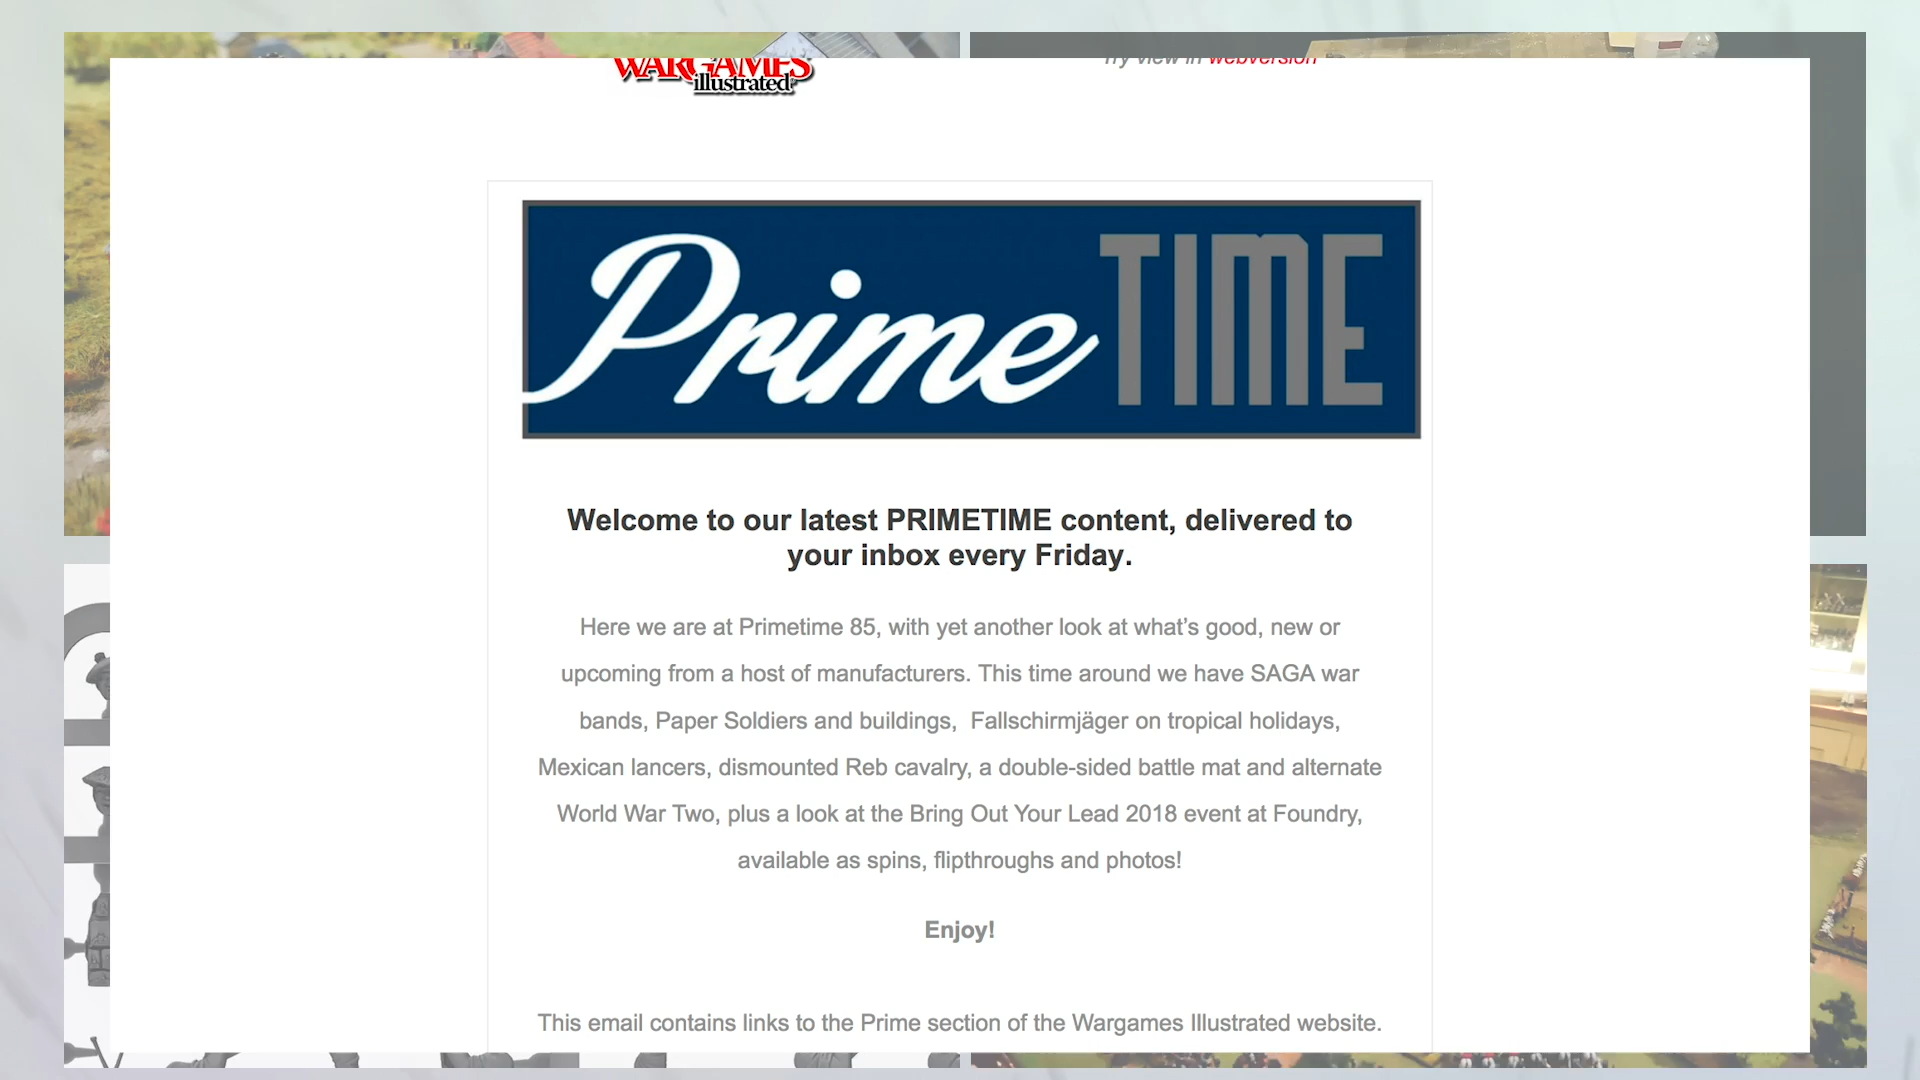 WARGAMES
illustrated
Try view in webversion
Prime TIME
Welcome to our latest PRIMETIME content, delivered to
your inbox every Friday.
Here we are at Primetime 85, with yet another look at what’s good, new or
upcoming from a host of manufacturers. This time around we have SAGA war
bands, Paper Soldiers and buildings,  Fallschirmjäger on tropical holidays,
Mexican lancers, dismounted Reb cavalry, a double-sided battle mat and alternate
World War Two, plus a look at the Bring Out Your Lead 2018 event at Foundry,
available as spins, flipthroughs and photos!
Enjoy!
This email contains links to the Prime section of the Wargames Illustrated website.